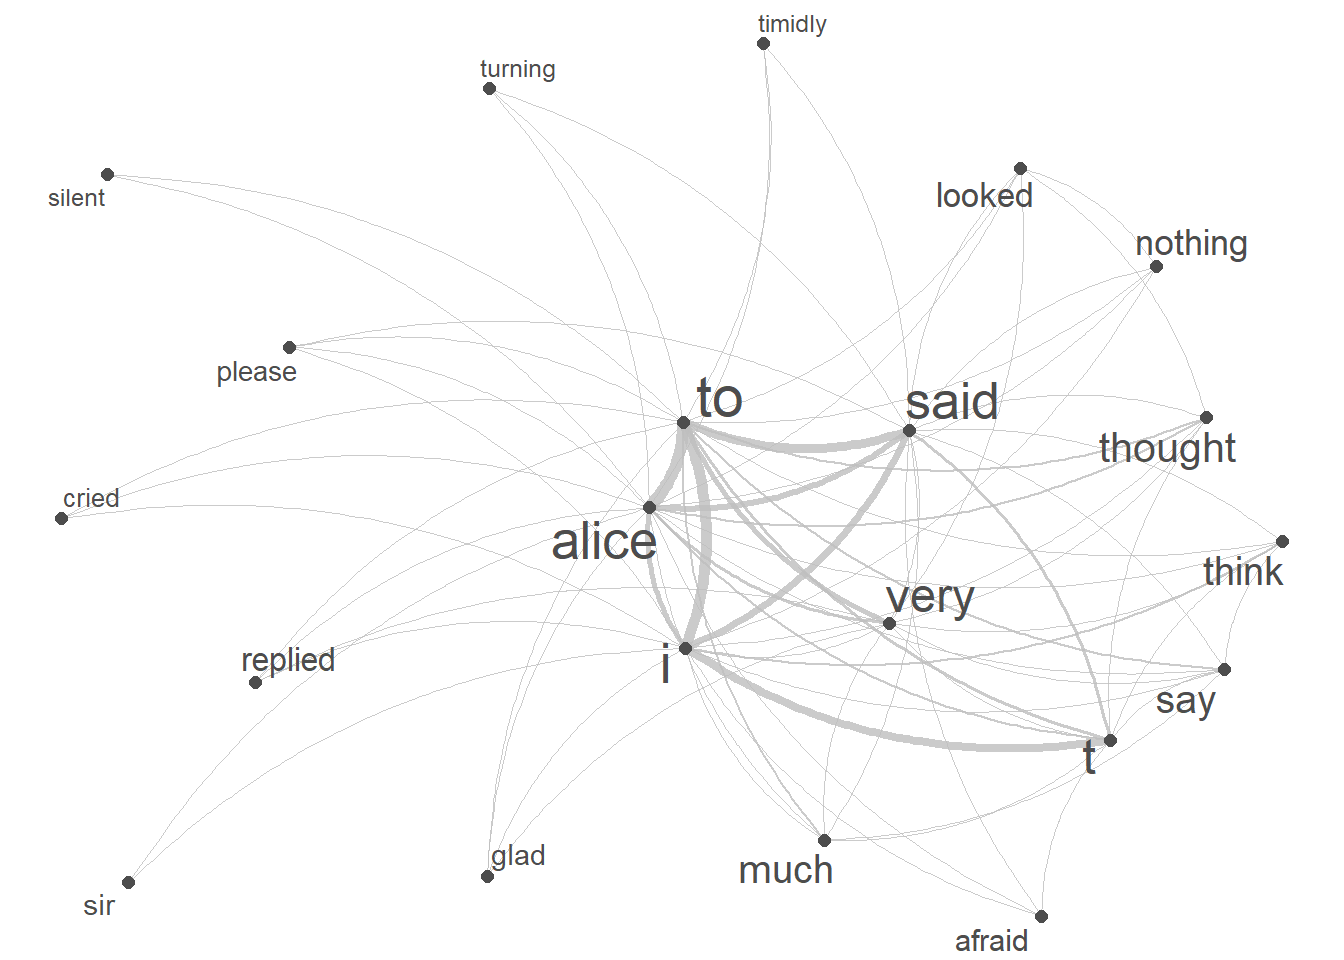 timidly
turning
silent
looked
nothing
please
to
said
thought
cried
alice
think
very
replied
i
say
t
glad
much
sir
afraid